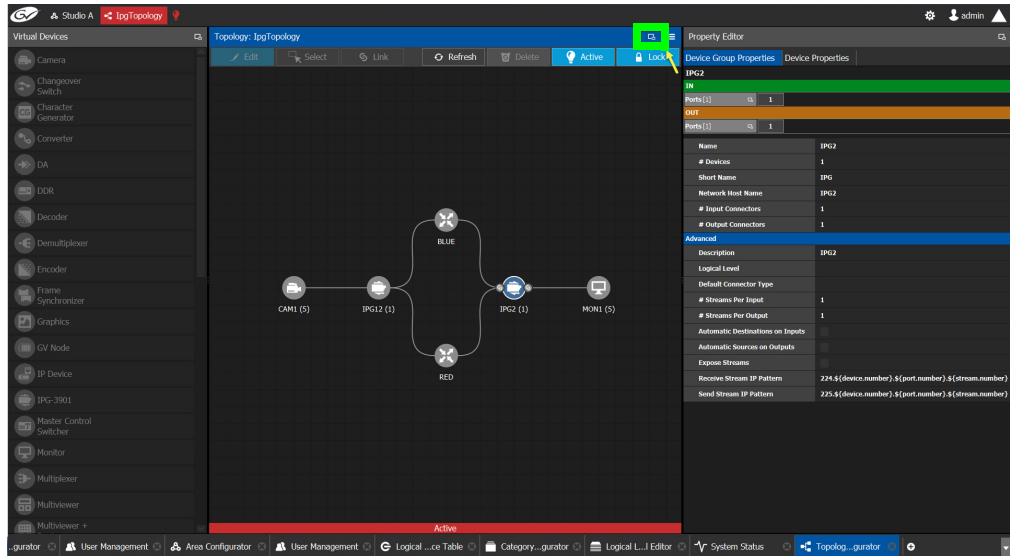 Studio A
IpgTopology
admin
Virtual Devices
Camera
Changeover
Switch
Character
Generator
Converter
DA
DDR
Decoder
Demultiplexer
Encoder
Frame
Synchronizer
Graphics
GV Node
IP Device
IPG-3901
Master Control
Switcher
Monitor
Multiplexer
Multiviewer
Multiviewer +
Topology: IpgTopology
Edit Select Link Refresh Delete Active Lock
BLUE
CAM1 (5) IPG12 (1) IPG2 (1) MON1 (5)
RED
Active
Property Editor
Device Group Properties Device Properties
IPG2
IN
Ports [1] 1
OUT
Ports [1] 1
Name IPG2
# Devices 1
Short Name IPG
Network Host Name IPG2
# Input Connectors 1
# Output Connectors 1
Advanced
Description IPG2
Logical Level
Default Connector Type
# Streams Per Input 1
# Streams Per Output 1
Automatic Destinations on Inputs
Automatic Sources on Outputs
Expose Streams
Receive Stream IP Pattern 224.${device.number}.${port.number}.${stream.number}
Send Stream IP Pattern 225.${device.number}.${port.number}.${stream.number}
..gurator User Management Area Configurator User Management Logical ...ce Table Category...gurator Logical L...l Editor System Status Topolog...gurator